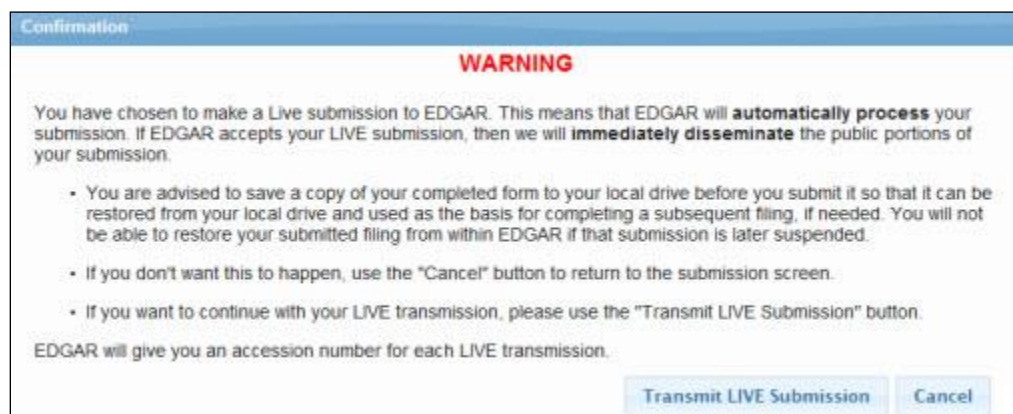 Confirmation
WARNING
You have chosen to make a Live submission to EDGAR. This means that EDGAR will automatically process your
submission. If EDGAR accepts your LIVE submission, then we will immediately disseminate the public portions of
your submission.
• You are advised to save a copy of your completed form to your local drive before you submit it so that it can be
restored from your local drive and used as the basis for completing a subsequent filing, if needed. You will not
be able to restore your submitted filing from within EDGAR if that submission is later suspended.
• If you don't want this to happen, use the "Cancel" button to return to the submission screen.
• If you want to continue with your LIVE transmission, please use the "Transmit LIVE Submission" button.
EDGAR will give you an accession number for each LIVE transmission.
Transmit LIVE Submission Cancel